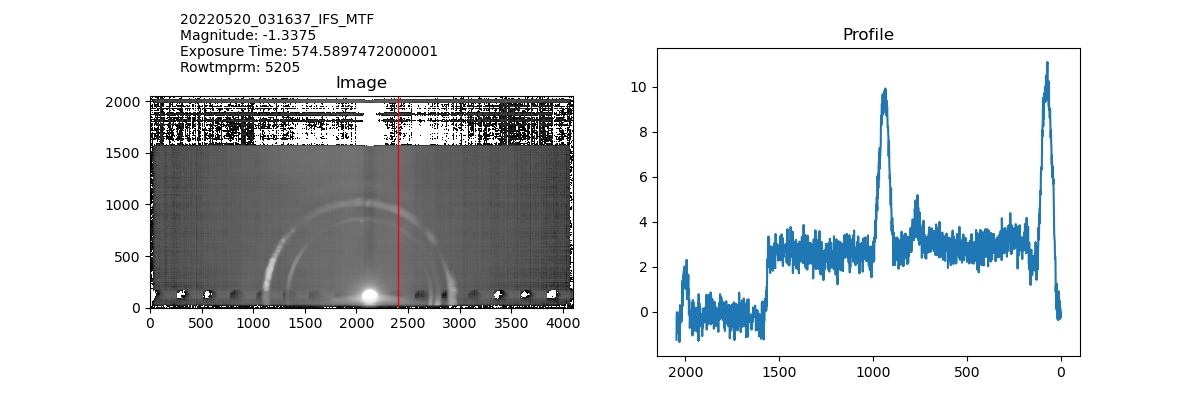 20220520_031637_IFS_MTF
Magnitude: -1.3375
Exposure Time: 574.5897472000001
Rowtmprm: 5205
Image
2000
1500
1000
500
0
0 500 1000 1500 2000 2500 3000 3500 4000
Profile
10
8
6
4
2
0
2000 1500 1000 500 0